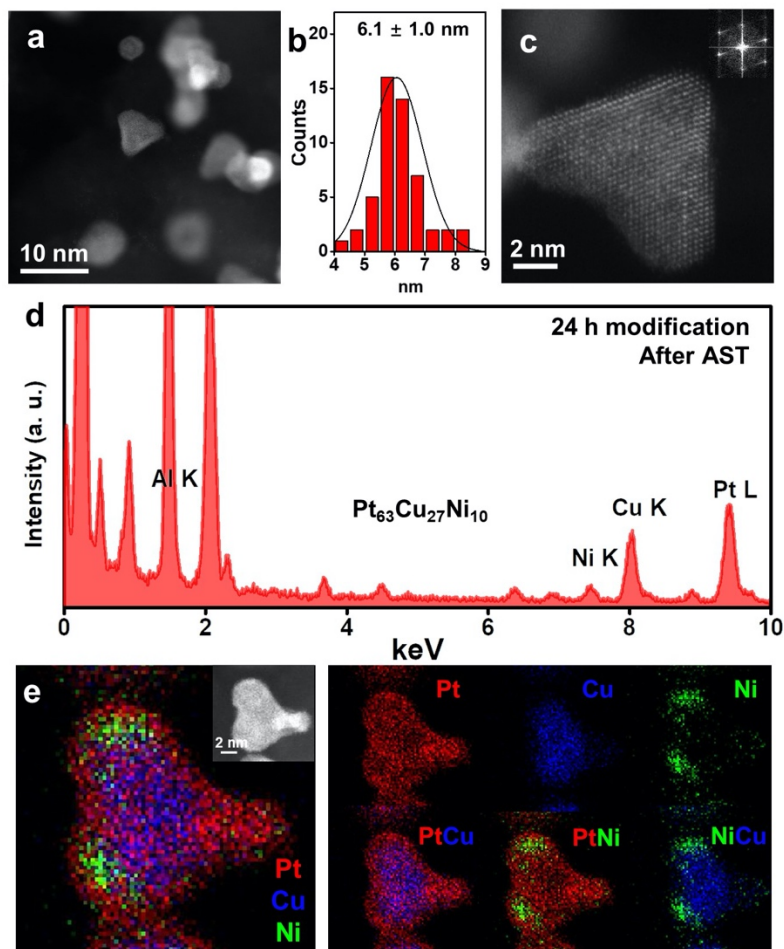 a
10 nm
b
6.1 ± 1.0 nm
Counts
20
15
10
5
0
4 5 6 7 8 9
nm
c
2 nm
d
24 h modification
After AST
Intensity (a. u.)
Al K
Pt₆₃Cu₂₇Ni₁₀
Ni K
Cu K
Pt L
0 2 4 6 8 10
keV
e
2 nm
Pt
Cu
Ni
Pt
Cu
Ni
PtCu
PtNi
NiCu